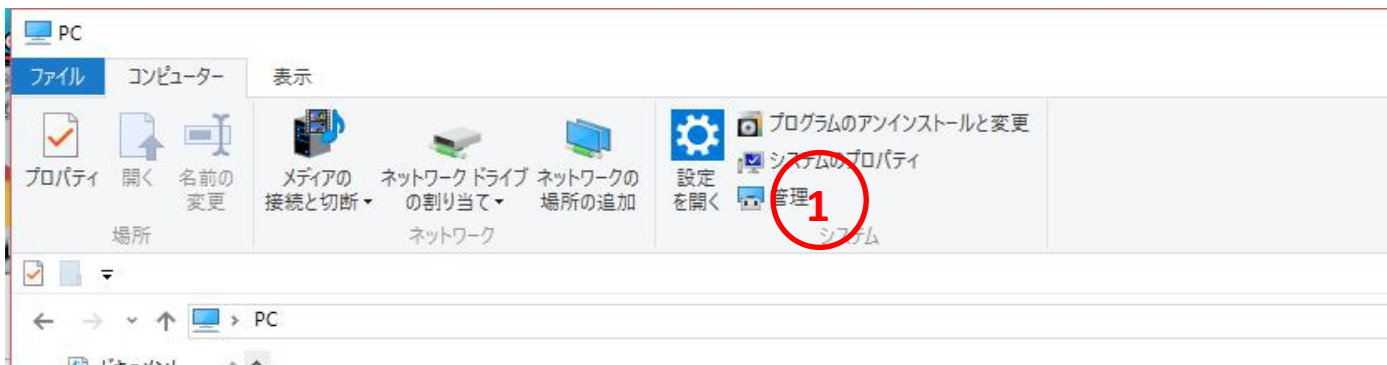 PC
ファイル コンピューター 表示
プロパティ
開く
名前の
変更
場所
メディアの
接続と切断
ネットワーク ドライブ
の割り当て
ネットワークの
場所の追加
ネットワーク
設定
を開く
プログラムのアンインストールと変更
システムのプロパティ
管理
1
システム
PC